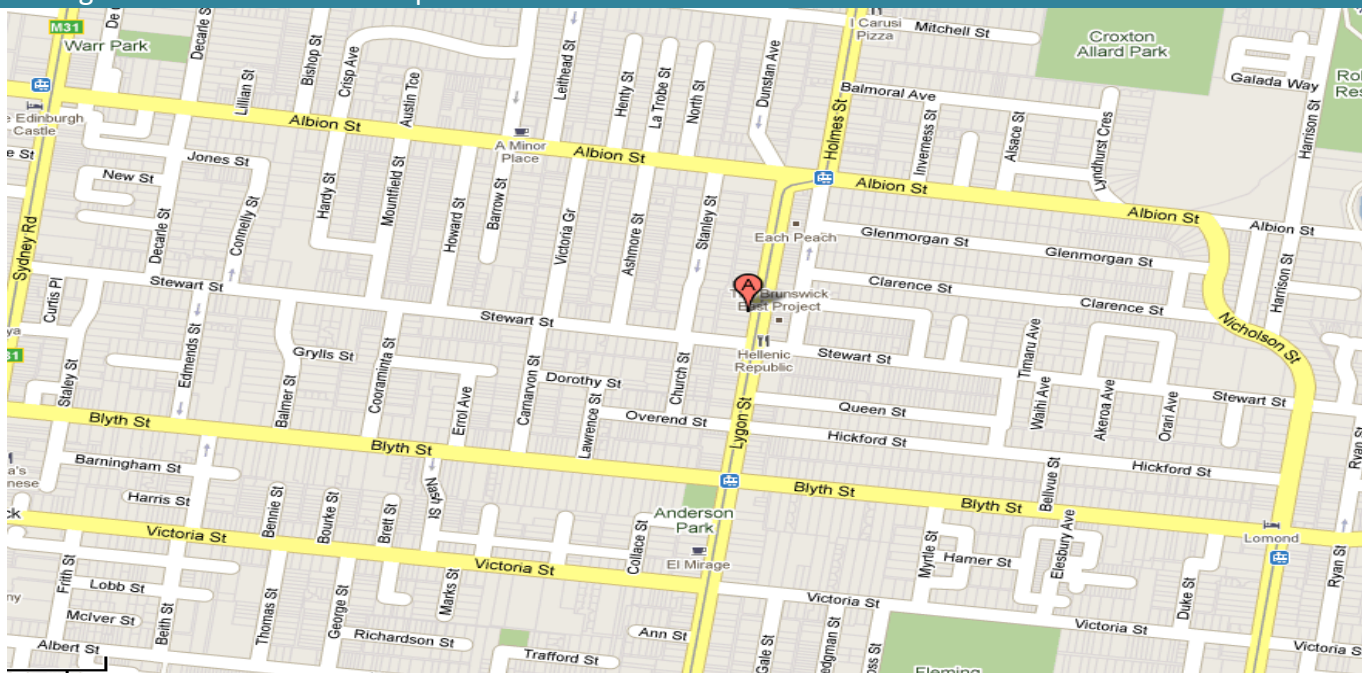 M31
Warr Park
Decarle S
Lillian St
Bishop St
Crisp Ave
Austin Tce
Leithead St
Henty St
La Trobe St
North St
Dunstan Ave
I Carusi
Pizza
Mitchell St
Croxton
Allard Park
Galada Way
Balmoral Ave
Holmes St
Inverness St
Alsace St
Lyndhurst Cres
Harrison St
Edinburgh
Castle
Albion St
A Minor
Place
Albion St
Albion St
Albion St
Albion St
Jones St
New St
Decarle St
Connelly St
Hardy St
Mountfield St
Howard St
Barrow St
Victoria Gr
Ashmore St
Stanley St
Each Peach
Glenmorgan St
Glenmorgan St
Sydney Rd
Curtis Pl
Stewart St
Edmends St
Stewart St
A
Brunswick
East Project
Clarence St
Clarence St
Harrison St
Nicholson St
31
Grylls St
Balmer St
Cooraminta St
Errol Ave
Carnarvon St
Dorothy St
Lawrence St
Church St
Hellenic
Republic
Stewart St
Timaru Ave
Waihi Ave
Akeroa Ave
Orari Ave
Stewart St
Staley St
Blyth St
Blyth St
Overend St
Lygon St
Queen St
Hickford St
Hickford St
Barningham St
Harris St
Bennie St
Bourke St
Brett St
Nash St
Blyth St
Blyth St
Bellvue St
Ryan St
Anderson
Park
El Mirage
Collace St
Victoria St
Victoria St
Myrtle St
Hamer St
Elesbury Ave
Duke St
Lomond
Ryan St
Frith St
Lobb St
McIver St
Beith St
Thomas St
George St
Marks St
Richardson St
Albert St
Trafford St
Ann St
Victoria St
Victoria St
Victoria S
Gale St
edgman St
oss St
Fleming